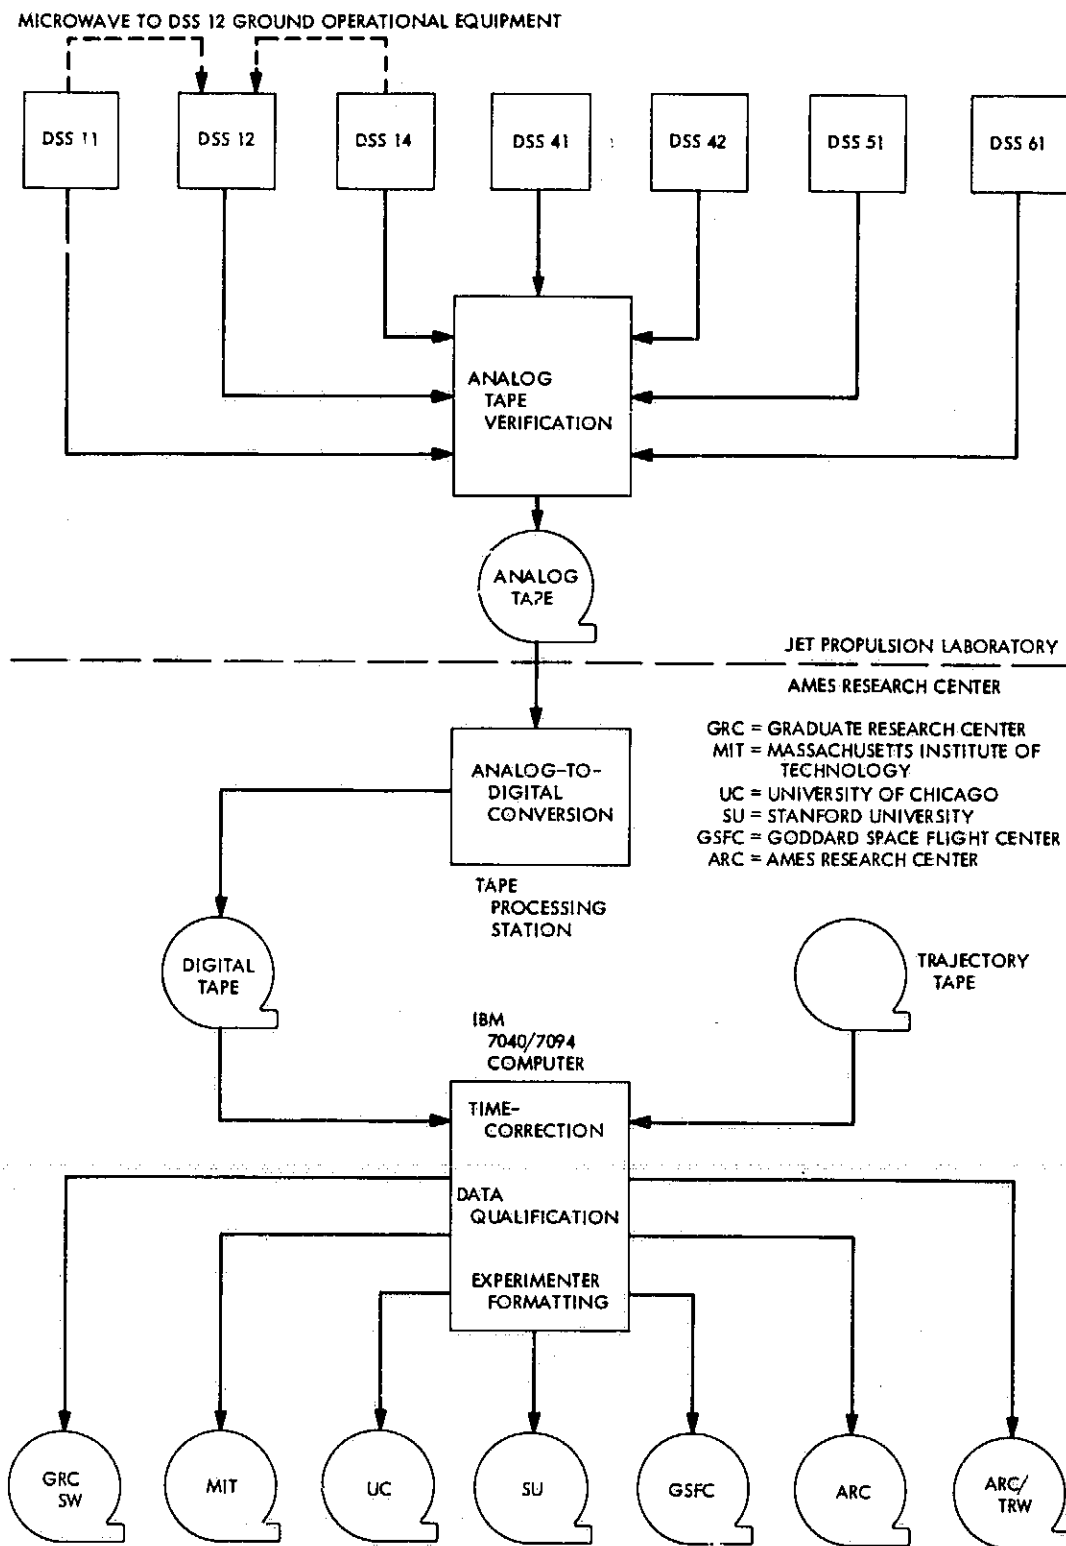 MICROWAVE TO DSS 12 GROUND OPERATIONAL EQUIPMENT
DSS 11
DSS 12
DSS 14
DSS 41
DSS 42
DSS 51
DSS 61
ANALOG
TAPE
VERIFICATION
ANALOG
TAPE
JET PROPULSION LABORATORY
AMES RESEARCH CENTER
GRC = GRADUATE RESEARCH CENTER
MIT = MASSACHUSETTS INSTITUTE OF
TECHNOLOGY
UC = UNIVERSITY OF CHICAGO
SU = STANFORD UNIVERSITY
GSFC = GODDARD SPACE FLIGHT CENTER
ARC = AMES RESEARCH CENTER
ANALOG-TO-
DIGITAL
CONVERSION
TAPE
PROCESSING
STATION
DIGITAL
TAPE
TRAJECTORY
TAPE
IBM
7040/7094
COMPUTER
TIME-
CORRECTION
DATA
QUALIFICATION
EXPERIMENTER
FORMATTING
GRC
SW
MIT
UC
SU
GSFC
ARC
ARC/
TRW